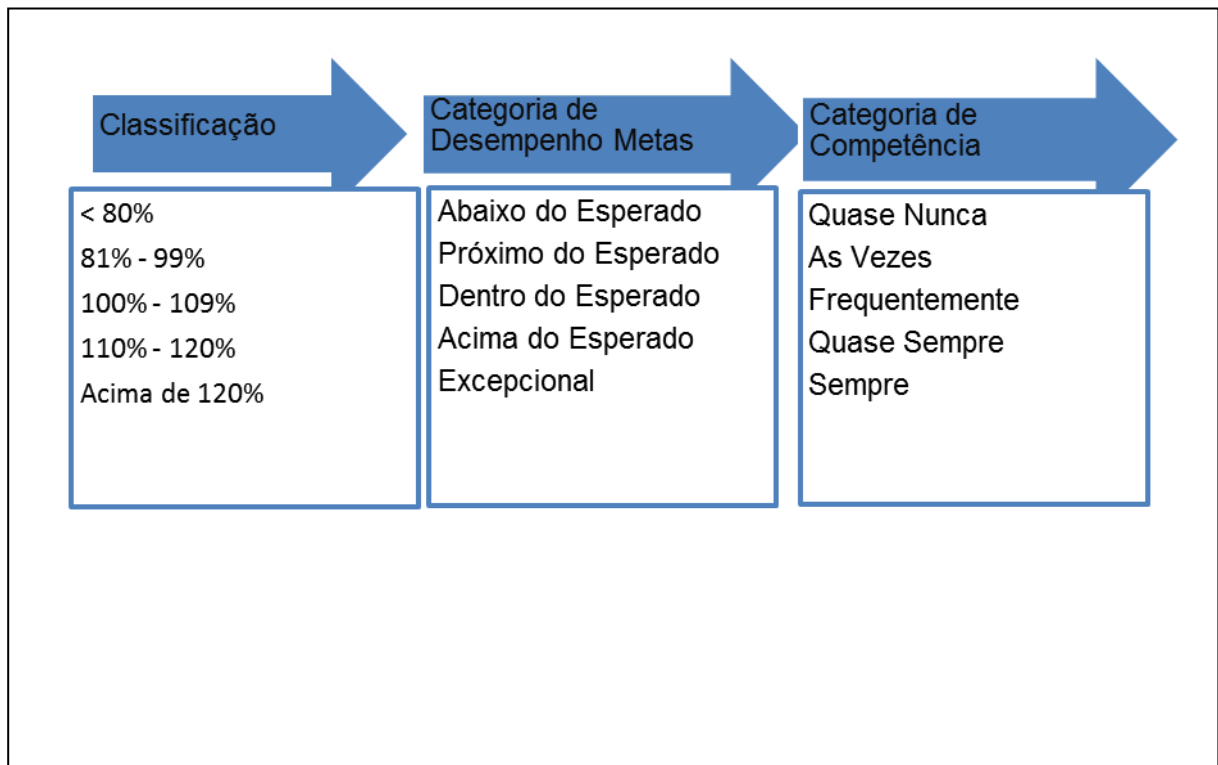 Classificação
< 80%
81% - 99%
100% - 109%
110% - 120%
Acima de 120%
Categoria de
Desempenho Metas
Abaixo do Esperado
Próximo do Esperado
Dentro do Esperado
Acima do Esperado
Excepcional
Categoria de
Competência
Quase Nunca
As Vezes
Frequentemente
Quase Sempre
Sempre